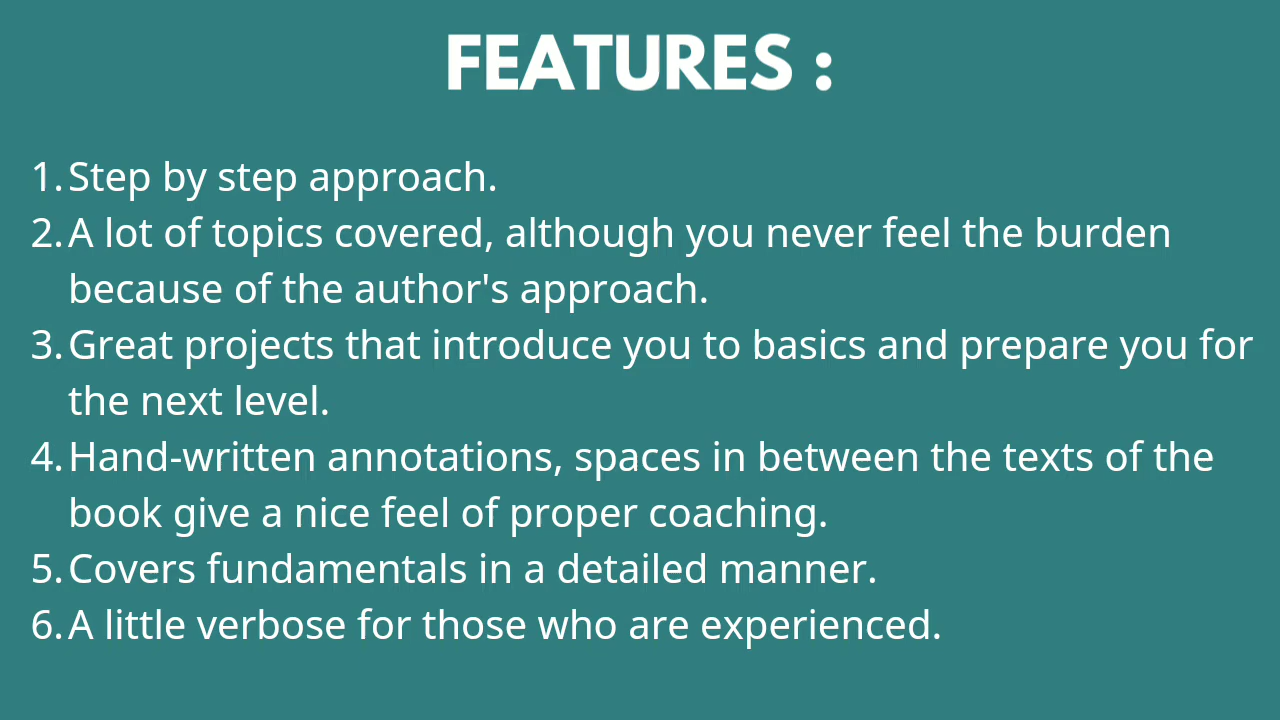 FEATURES :
1. Step by step approach.
2. A lot of topics covered, although you never feel the burden
because of the author's approach.
3. Great projects that introduce you to basics and prepare you for
the next level.
4. Hand-written annotations, spaces in between the texts of the
book give a nice feel of proper coaching.
5. Covers fundamentals in a detailed manner.
6. A little verbose for those who are experienced.